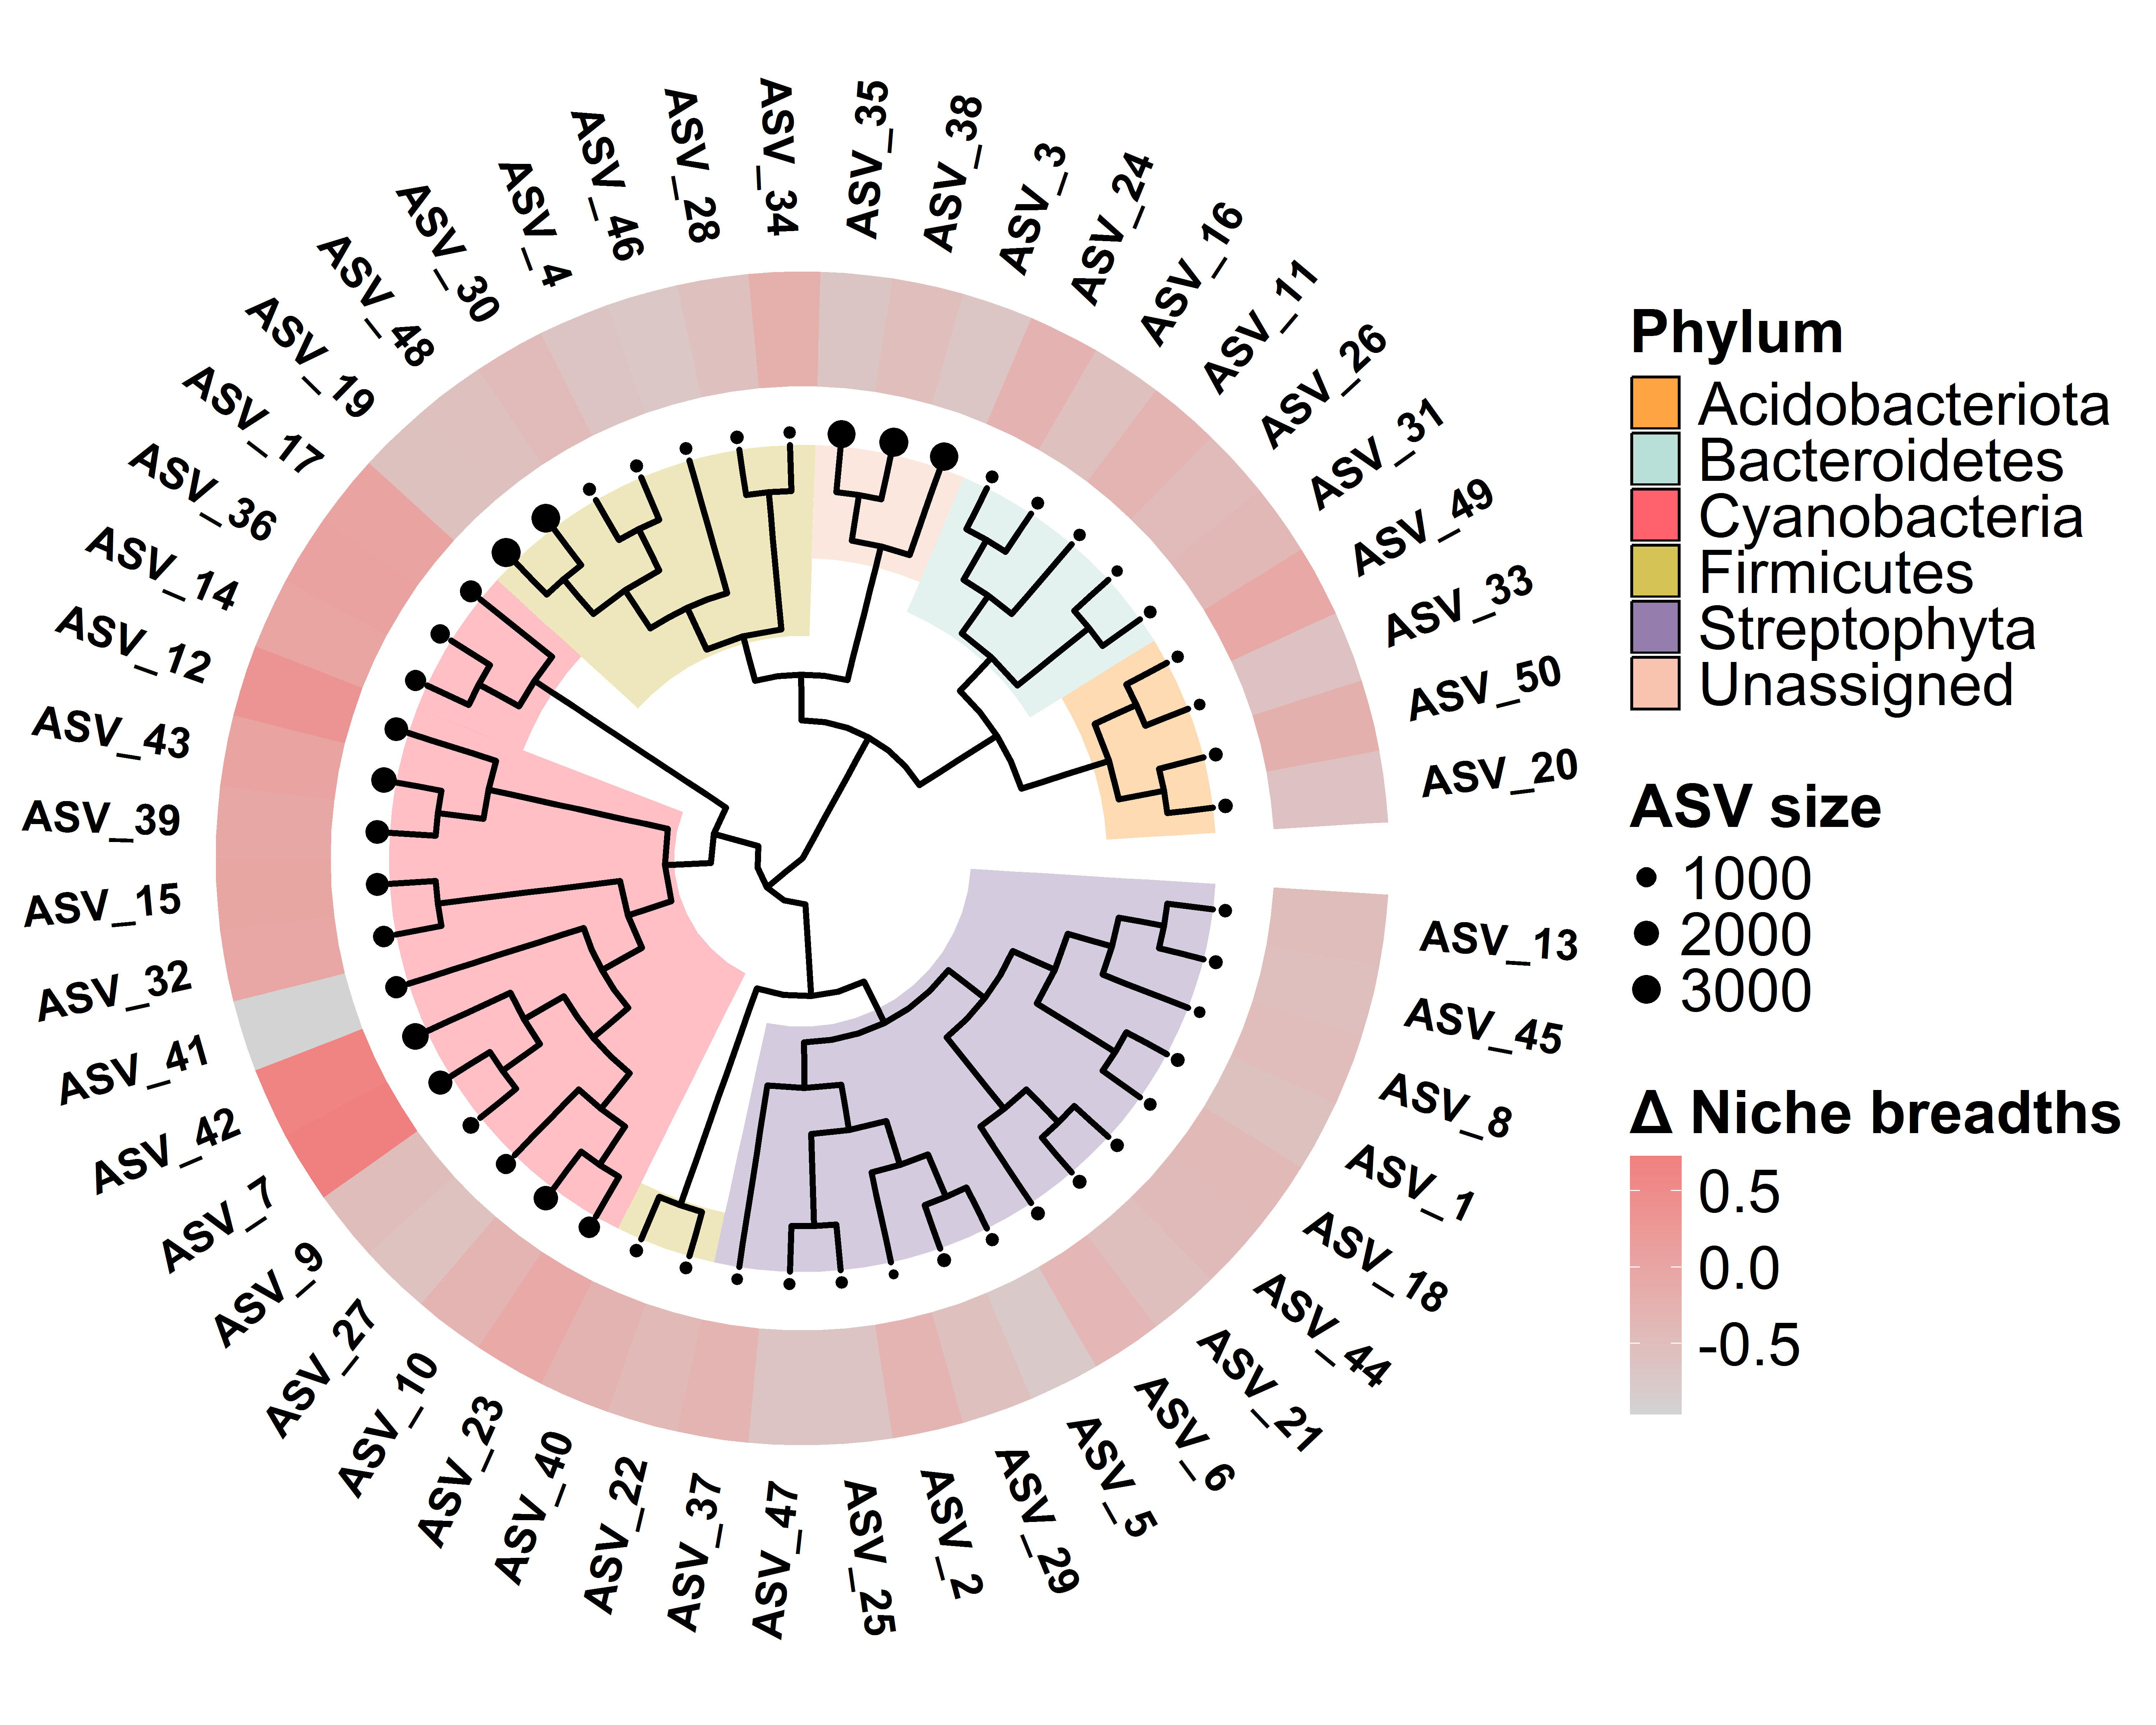 ASV_35
ASV_38
ASV_3
ASV_24
ASV_16
ASV_11
ASV_26
ASV_31
ASV_49
ASV_33
ASV_50
ASV_20
ASV_13
ASV_45
ASV_8
ASV_1
ASV_18
ASV_44
ASV_21
ASV_6
ASV_5
ASV_29
ASV_2
ASV_25
ASV_47
ASV_37
ASV_22
ASV_40
ASV_23
ASV_10
ASV_27
ASV_9
ASV_7
ASV_42
ASV_41
ASV_32
ASV_15
ASV_39
ASV_43
ASV_12
ASV_14
ASV_36
ASV_17
ASV_19
ASV_48
ASV_30
ASV_4
ASV_46
ASV_28
ASV_34
Phylum
Acidobacteriota
Bacteroidetes
Cyanobacteria
Firmicutes
Streptophyta
Unassigned
ASV size
1000
2000
3000
Δ Niche breadths
0.5
0.0
-0.5